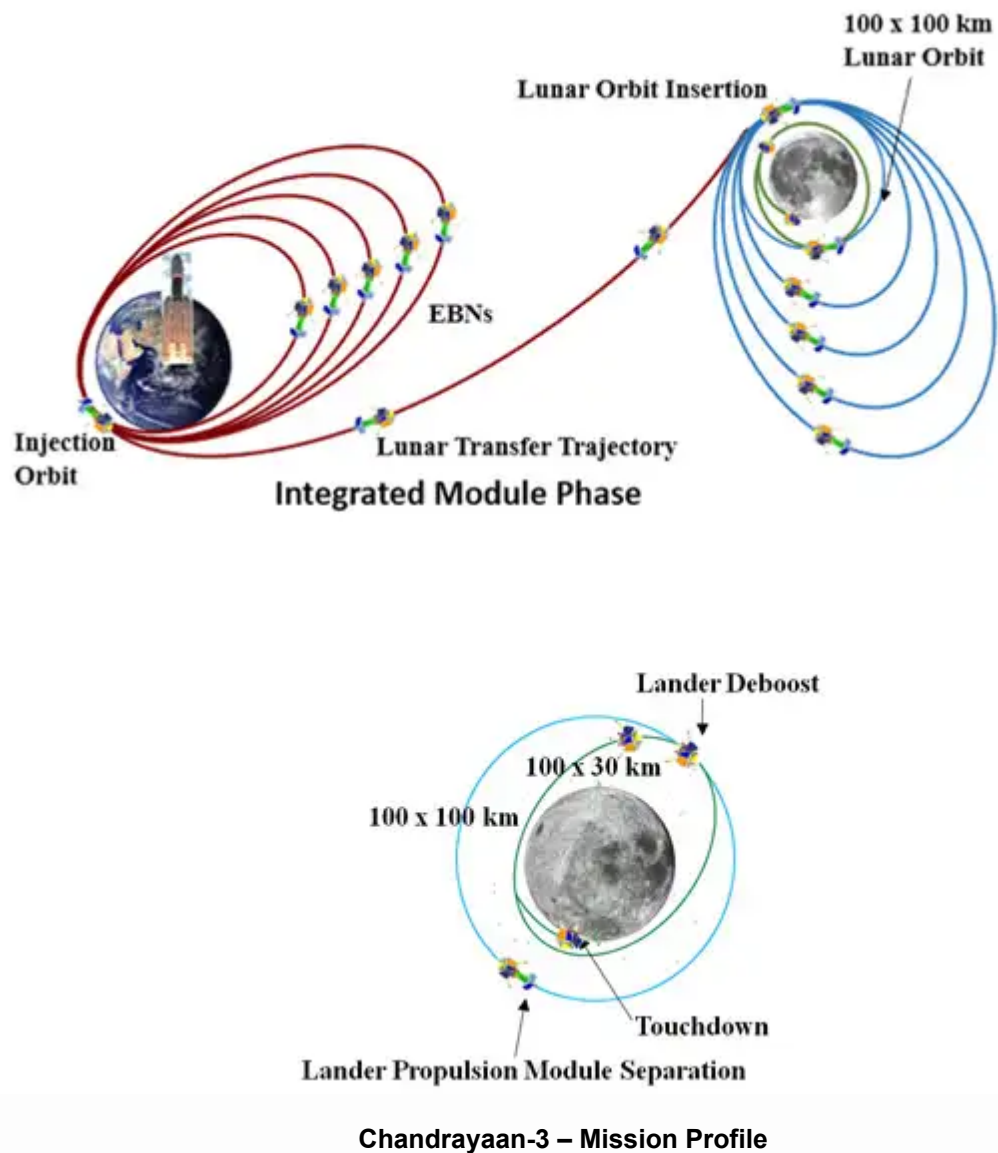 100 x 100 km
Lunar Orbit
Lunar Orbit Insertion
EBNs
Injection
Orbit
Lunar Transfer Trajectory
Integrated Module Phase
Lander Deboost
100 x 30 km
100 x 100 km
Touchdown
Lander Propulsion Module Separation
Chandrayaan-3 – Mission Profile